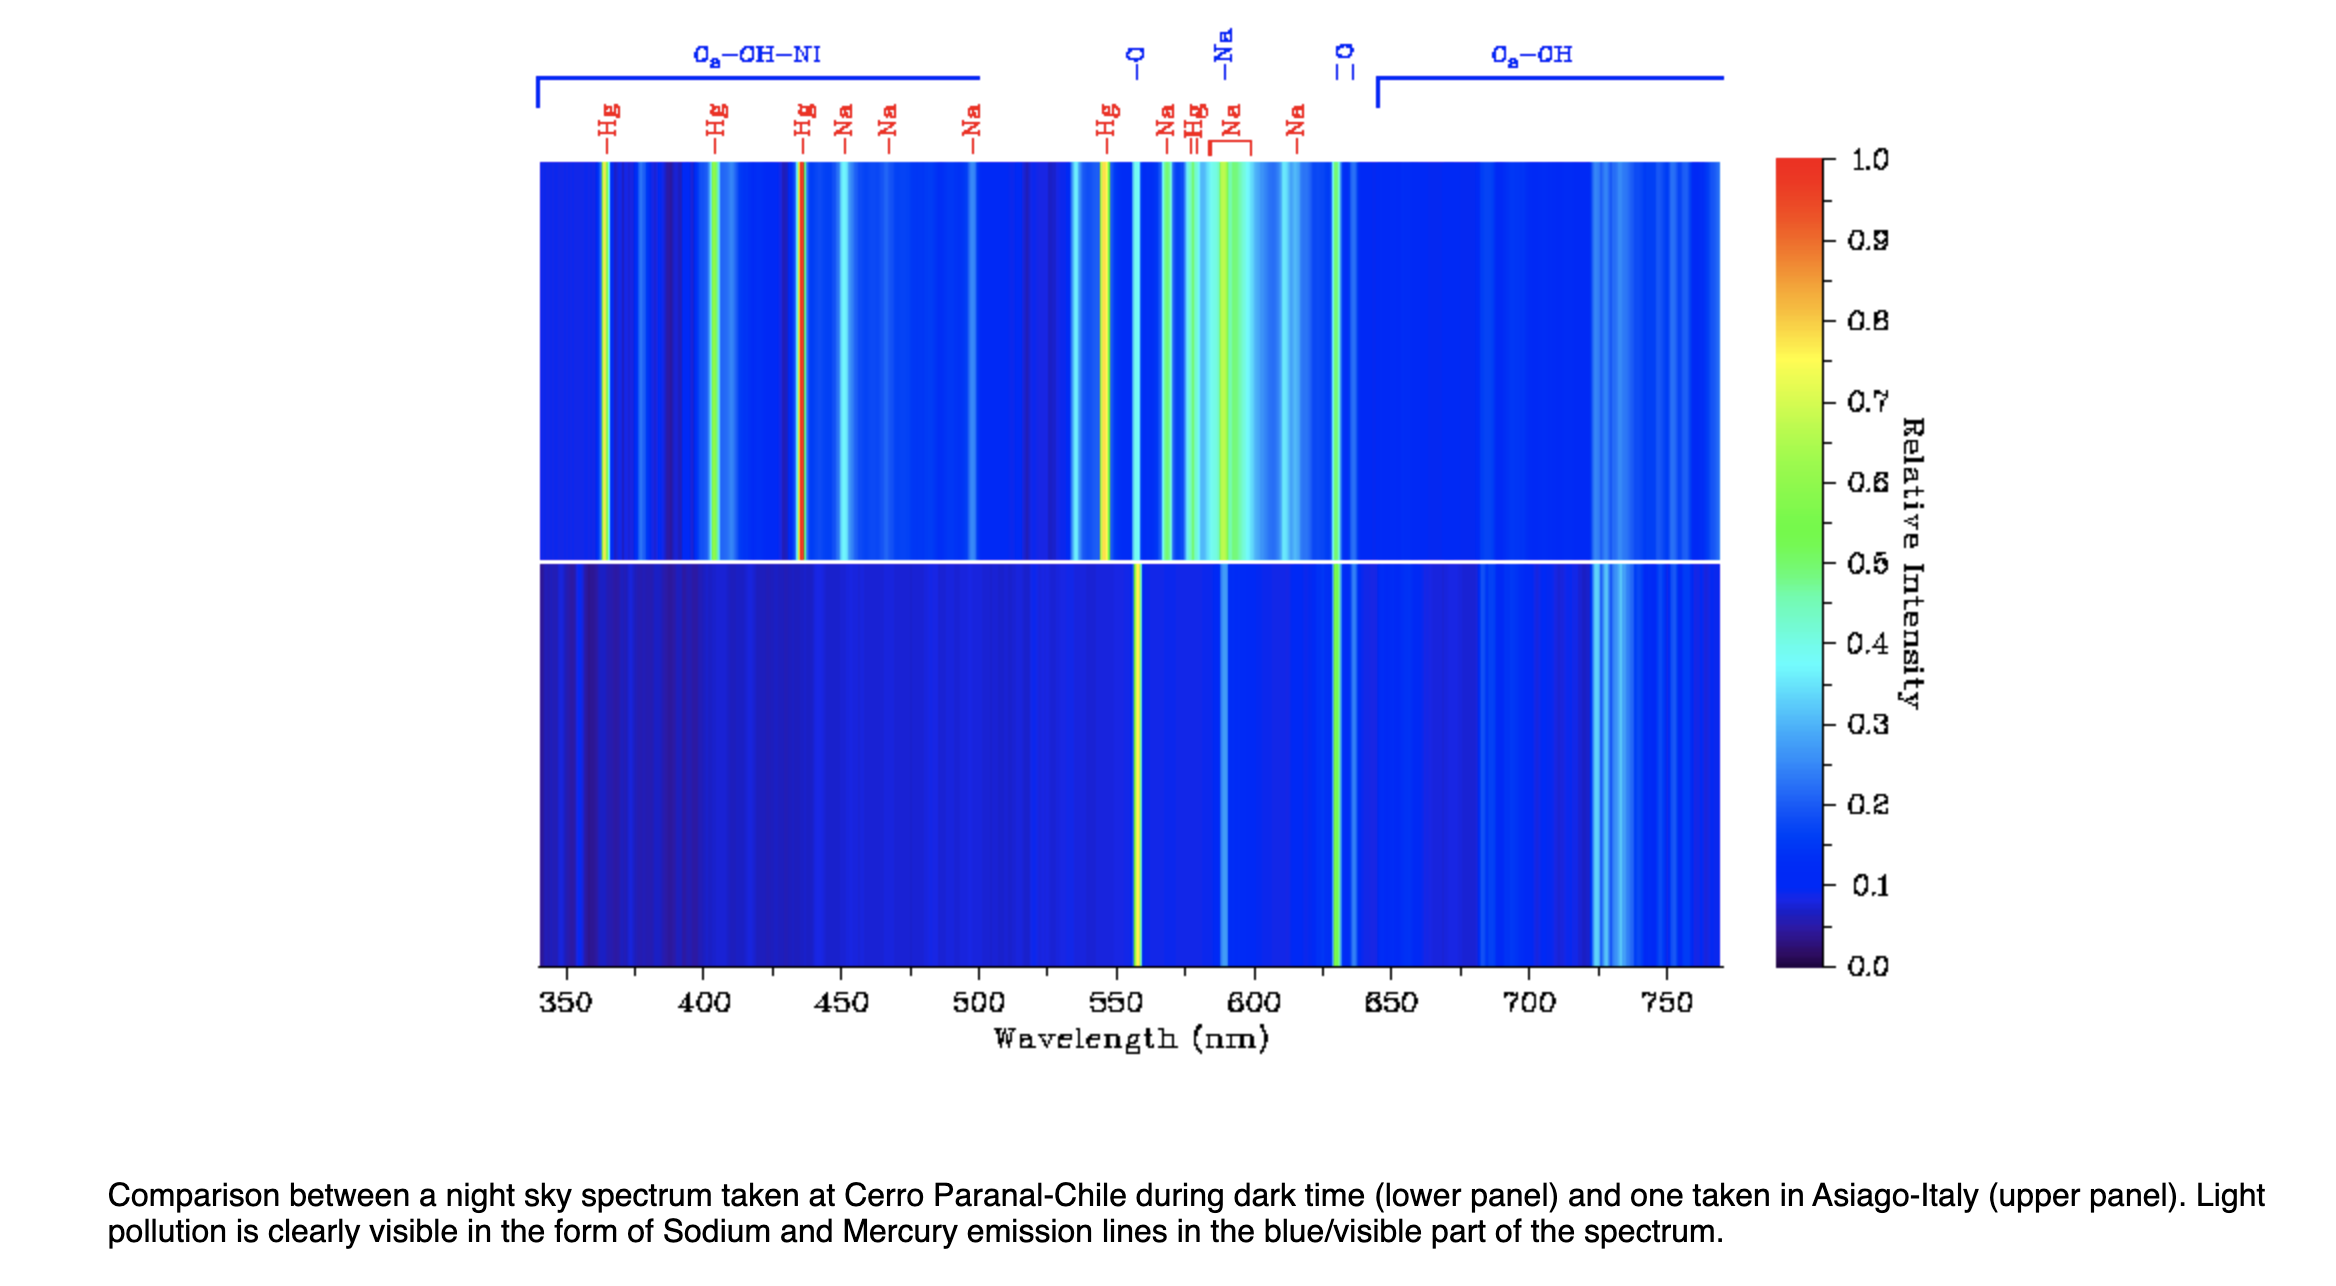 Oa-OH-NI
-O
-Na
O
Oa-OH
-Hg
-Hg
-Hg
-Na
-Na
-Na
-Hg
-Na
=Hg
Na
-Na
1.0
0.9
0.8
0.7
0.6
0.5
0.4
0.3
0.2
0.1
0.0
Relative Intensity
350 400 450 500 550 600 650 700 750
Wavelength (nm)
Comparison between a night sky spectrum taken at Cerro Paranal-Chile during dark time (lower panel) and one taken in Asiago-Italy (upper panel). Light
pollution is clearly visible in the form of Sodium and Mercury emission lines in the blue/visible part of the spectrum.